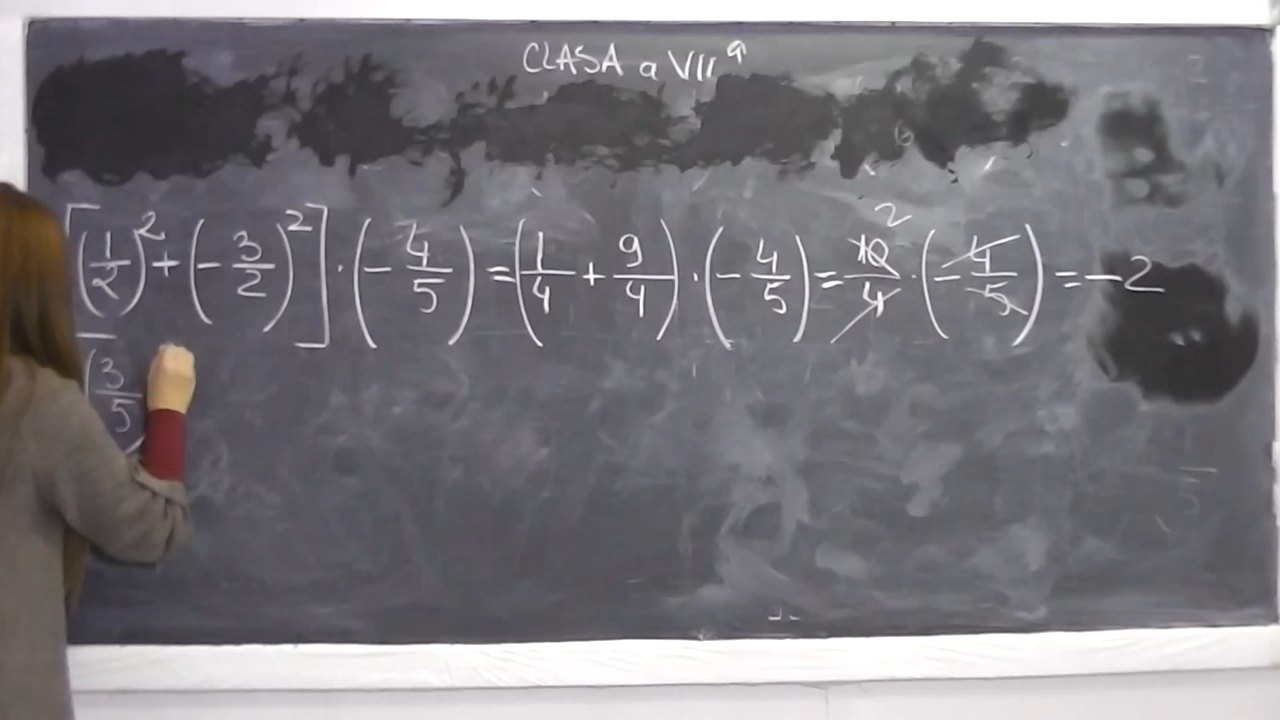 CLASA a VII a
[(1/2)² + (-3/2)²] · (-4/5) = (1/4 + 9/4) · (-4/5) = 10/4 · (-4/5) = -2
2
[(3/5